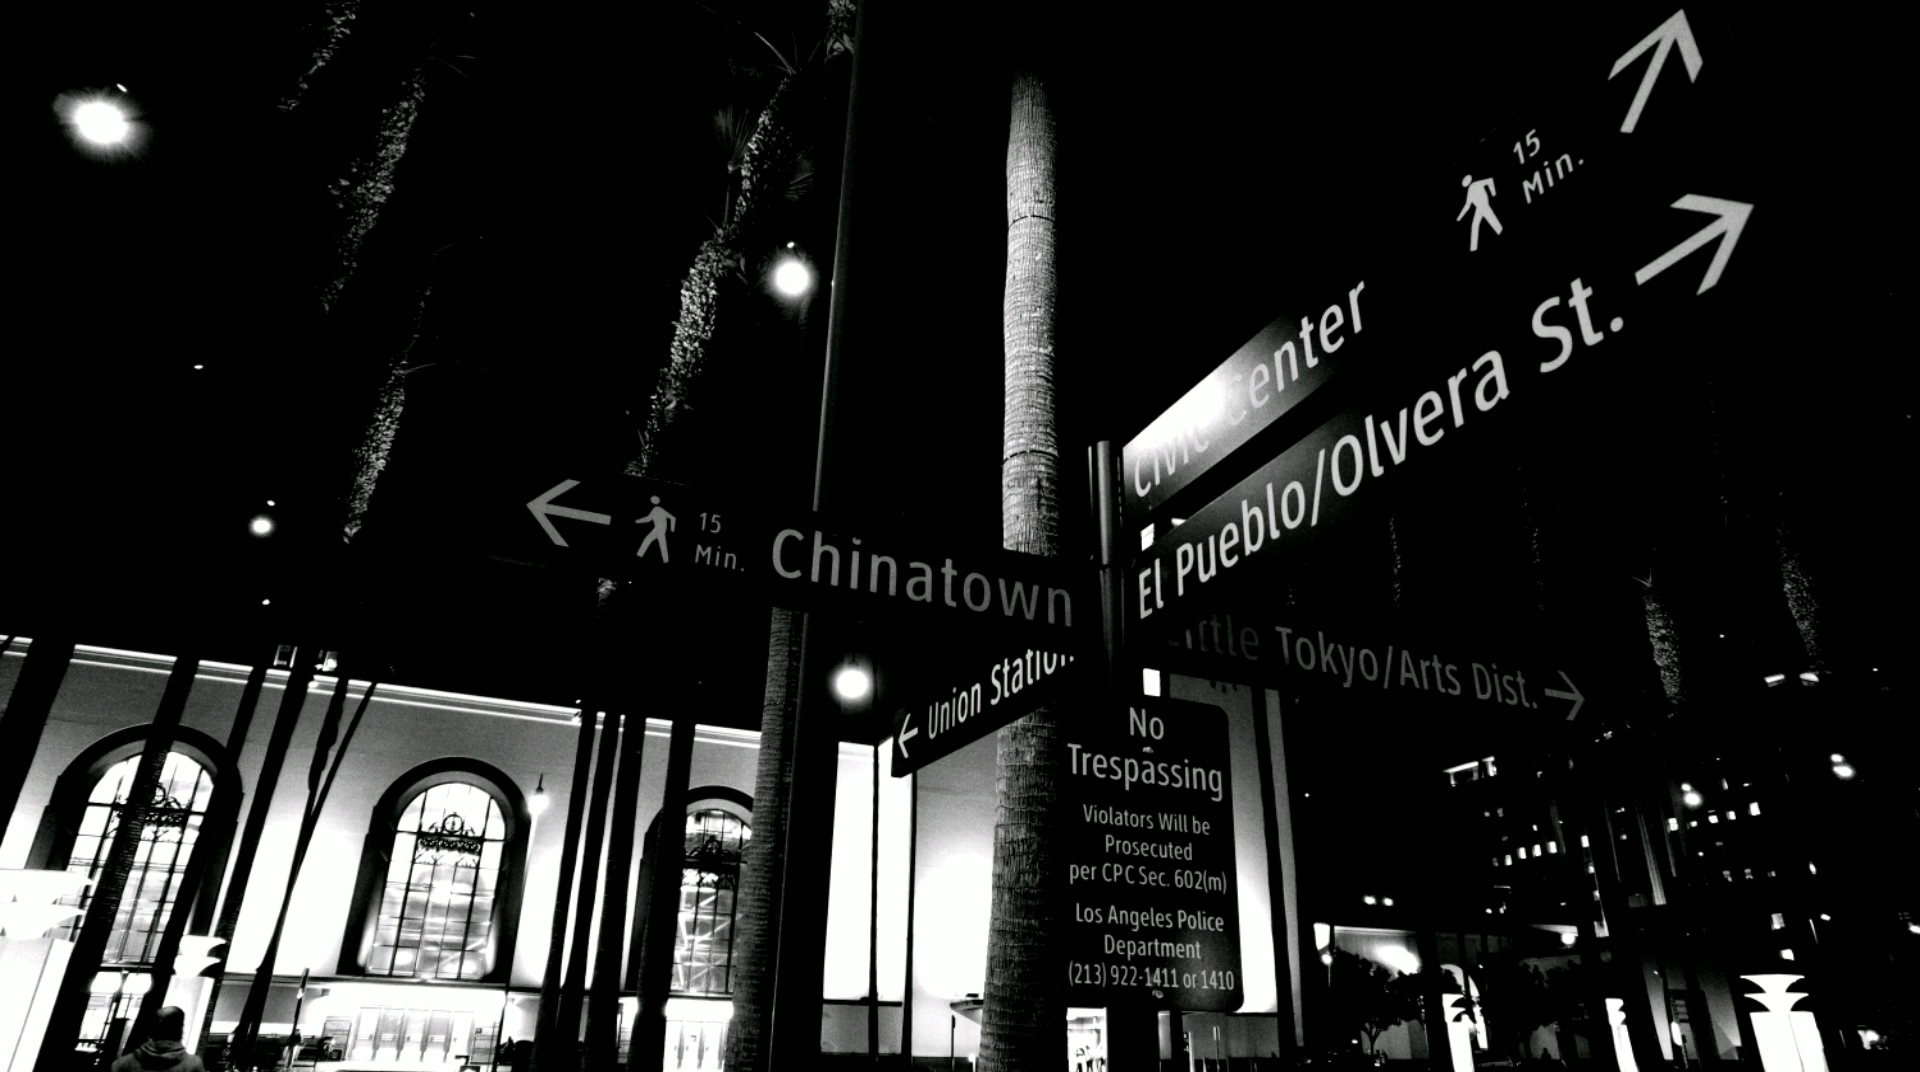 15
Min.
Civic Center
El Pueblo/Olvera St.
15
Min.
Chinatown
Little Tokyo/Arts Dist.
Union Station
No
Trespassing
Violators Will be
Prosecuted
per CPC Sec. 602(m)
Los Angeles Police
Department
(213) 922-1411 or 1410